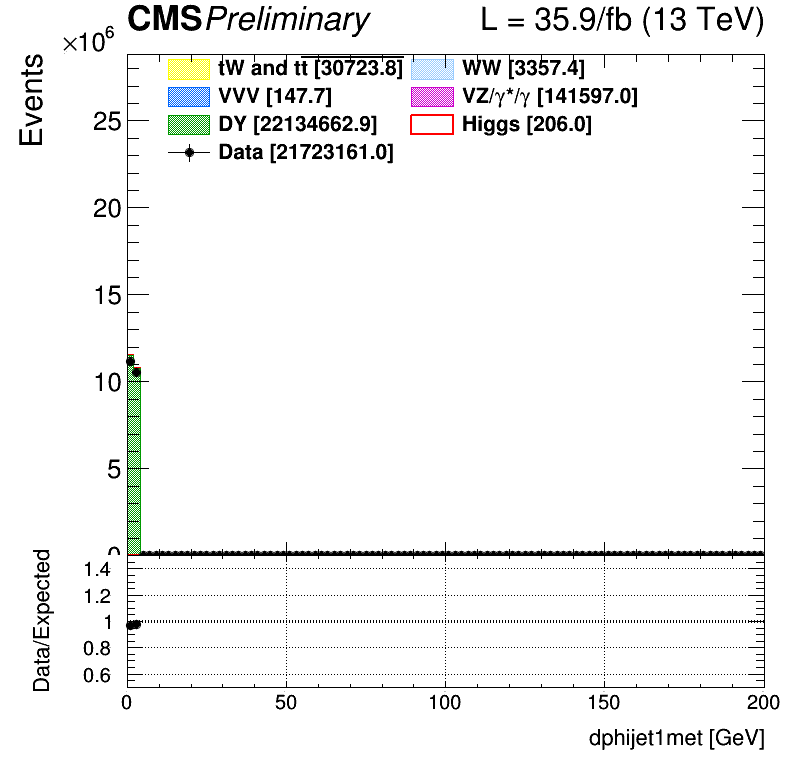 CMS Preliminary L = 35.9/fb (13 TeV)
×10⁶
Events
tW and tt [30723.8] WW [3357.4]
VVV [147.7] VZ/γ*/γ [141597.0]
DY [22134662.9] Higgs [206.0]
Data [21723161.0]
25
20
15
10
5
0
Data/Expected
1.4
1.2
1
0.8
0.6
0 50 100 150 200
dphijet1met [GeV]